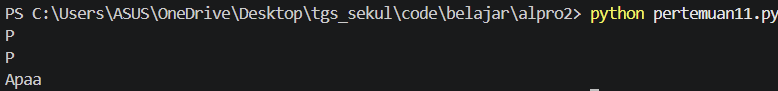 PS C:\Users\ASUS\OneDrive\Desktop\tgs_sekul\code\belajar\alpro2> python pertemuan11.py
P
P
Apaa